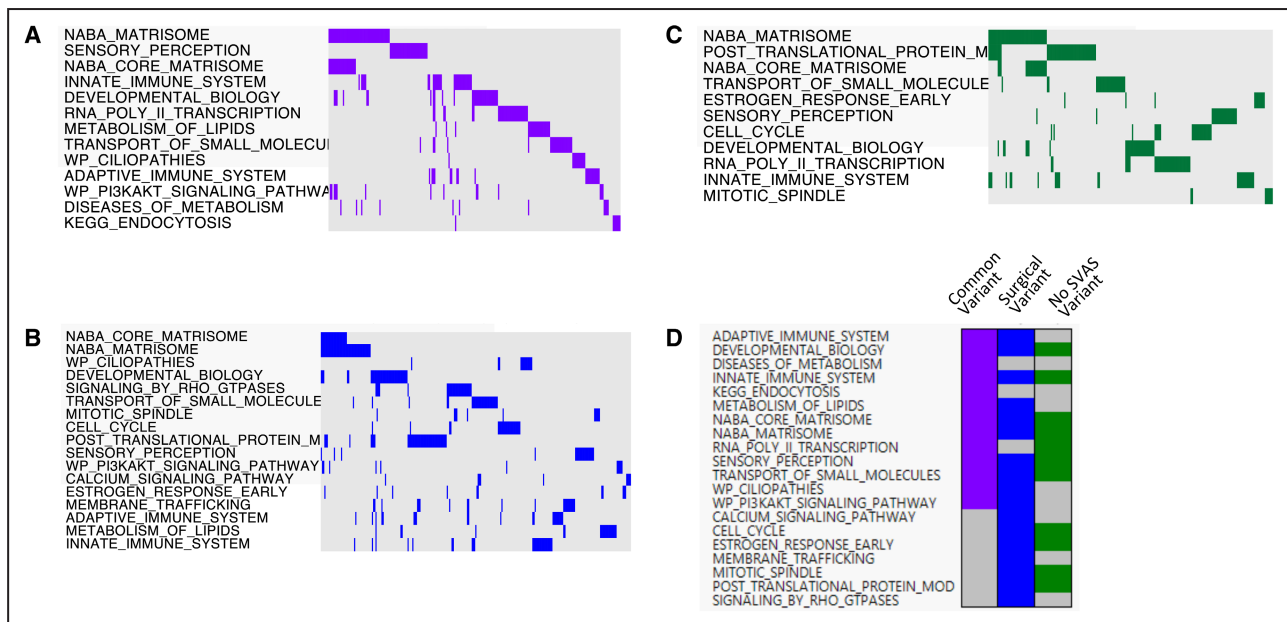 A
NABA_MATRISOME
SENSORY_PERCEPTION
NABA_CORE_MATRISOME
INNATE_IMMUNE_SYSTEM
DEVELOPMENTAL_BIOLOGY
RNA_POLY_II_TRANSCRIPTION
METABOLISM_OF_LIPIDS
TRANSPORT_OF_SMALL_MOLECU
WP_CILIOPATHIES
ADAPTIVE_IMMUNE_SYSTEM
WP_PI3KAKT_SIGNALING_PATHWA
DISEASES_OF_METABOLISM
KEGG_ENDOCYTOSIS
C
NABA_MATRISOME
POST_TRANSLATIONAL_PROTEIN_M
NABA_CORE_MATRISOME
TRANSPORT_OF_SMALL_MOLECULE
ESTROGEN_RESPONSE_EARLY
SENSORY_PERCEPTION
CELL_CYCLE
DEVELOPMENTAL_BIOLOGY
RNA_POLY_II_TRANSCRIPTION
INNATE_IMMUNE_SYSTEM
MITOTIC_SPINDLE
B
NABA_CORE_MATRISOME
NABA_MATRISOME
WP_CILIOPATHIES
DEVELOPMENTAL_BIOLOGY
SIGNALING_BY_RHO_GTPASES
TRANSPORT_OF_SMALL_MOLECULE
MITOTIC_SPINDLE
CELL_CYCLE
POST_TRANSLATIONAL_PROTEIN_M
SENSORY_PERCEPTION
WP_PI3KAKT_SIGNALING_PATHWAY
CALCIUM_SIGNALING_PATHWAY
ESTROGEN_RESPONSE_EARLY
MEMBRANE_TRAFFICKING
ADAPTIVE_IMMUNE_SYSTEM
METABOLISM_OF_LIPIDS
INNATE_IMMUNE_SYSTEM
D
Common
Variant
Surgical
Variant
No SVAS
Variant
ADAPTIVE_IMMUNE_SYSTEM
DEVELOPMENTAL_BIOLOGY
DISEASES_OF_METABOLISM
INNATE_IMMUNE_SYSTEM
KEGG_ENDOCYTOSIS
METABOLISM_OF_LIPIDS
NABA_CORE_MATRISOME
NABA_MATRISOME
RNA_POLY_II_TRANSCRIPTION
SENSORY_PERCEPTION
TRANSPORT_OF_SMALL_MOLECULES
WP_CILIOPATHIES
WP_PI3KAKT_SIGNALING_PATHWAY
CALCIUM_SIGNALING_PATHWAY
CELL_CYCLE
ESTROGEN_RESPONSE_EARLY
MEMBRANE_TRAFFICKING
MITOTIC_SPINDLE
POST_TRANSLATIONAL_PROTEIN_MOD
SIGNALING_BY_RHO_GTPASES